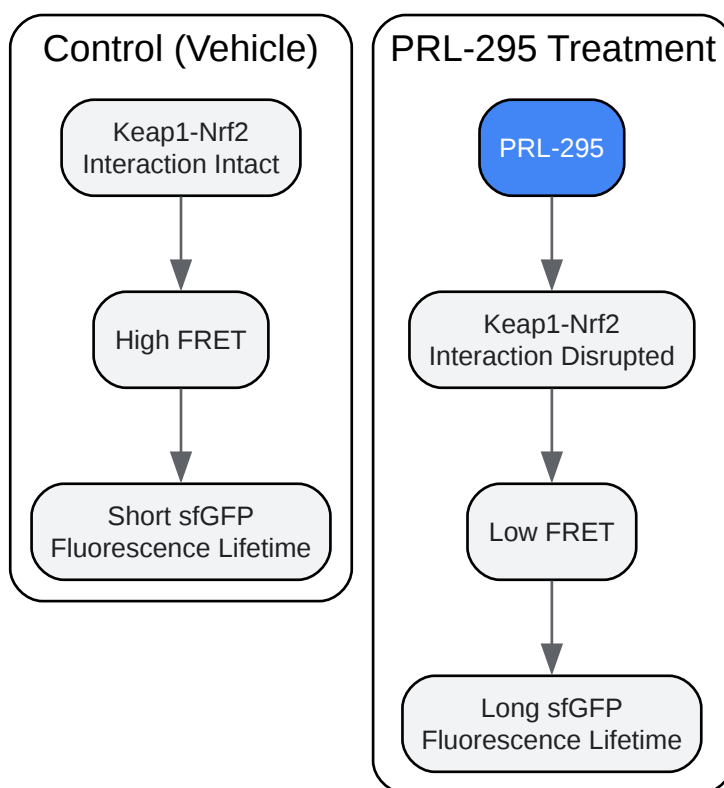 Control (Vehicle)
Keap1-Nrf2
Interaction Intact
High FRET
Short sfGFP
Fluorescence Lifetime
PRL-295 Treatment
PRL-295
Keap1-Nrf2
Interaction Disrupted
Low FRET
Long sfGFP
Fluorescence Lifetime